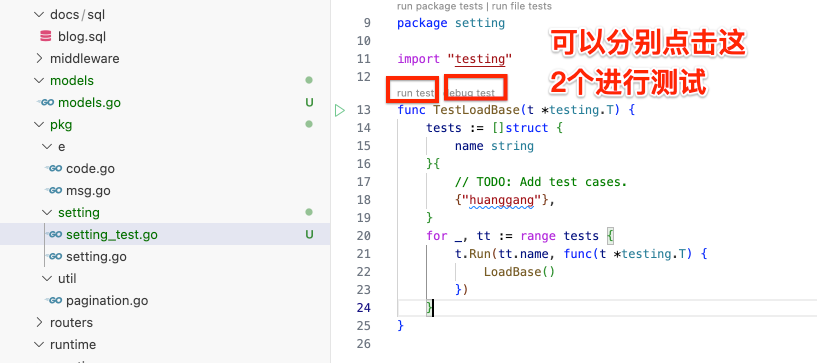 docs / sql
blog.sql
middleware
models
models.go U
pkg
e
code.go
msg.go
setting
setting_test.go U
setting.go
util
pagination.go
routers
runtime
run package tests | run file tests
9 package setting
10
11 import "testing"
12
可以分别点击这
2个进行测试
run test | debug test
13 func TestLoadBase(t *testing.T) {
14 tests := []struct {
15 name string
16 }{
17 // TODO: Add test cases.
18 {"huanggang"},
19 }
20 for _, tt := range tests {
21 t.Run(tt.name, func(t *testing.T) {
22 LoadBase()
23 })
24 }
25 }
26